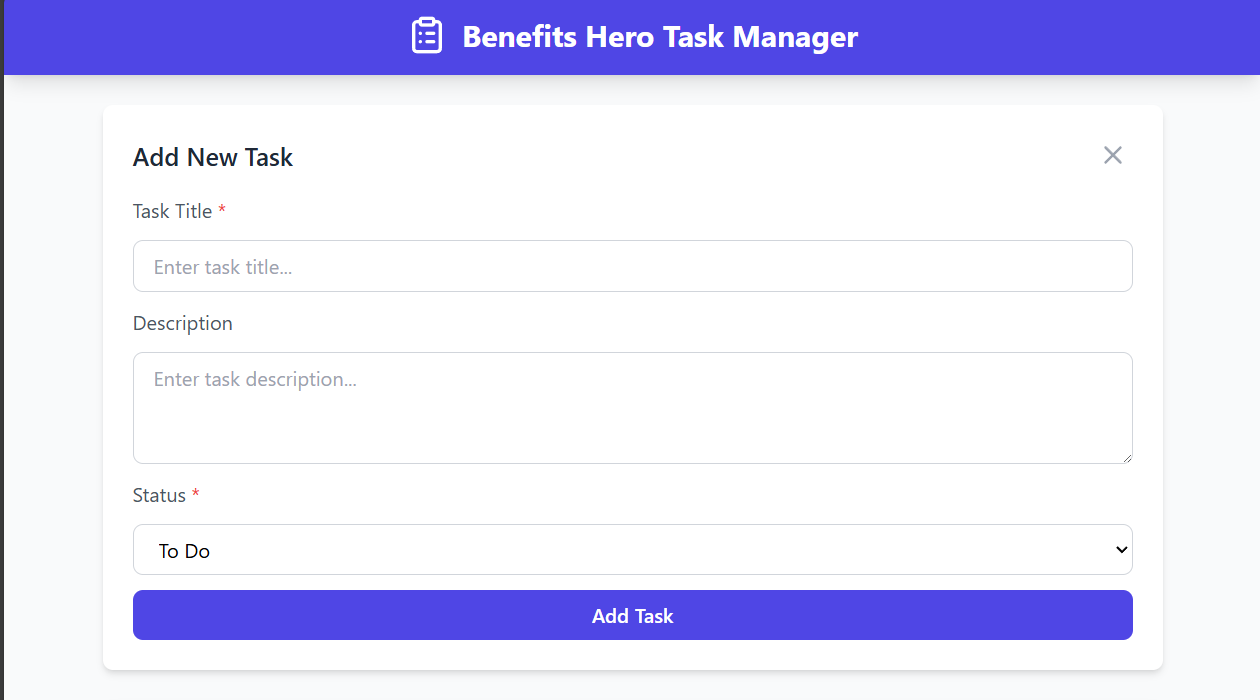 Benefits Hero Task Manager
Add New Task
Task Title *
Enter task title...
Description
Enter task description...
Status *
To Do
Add Task